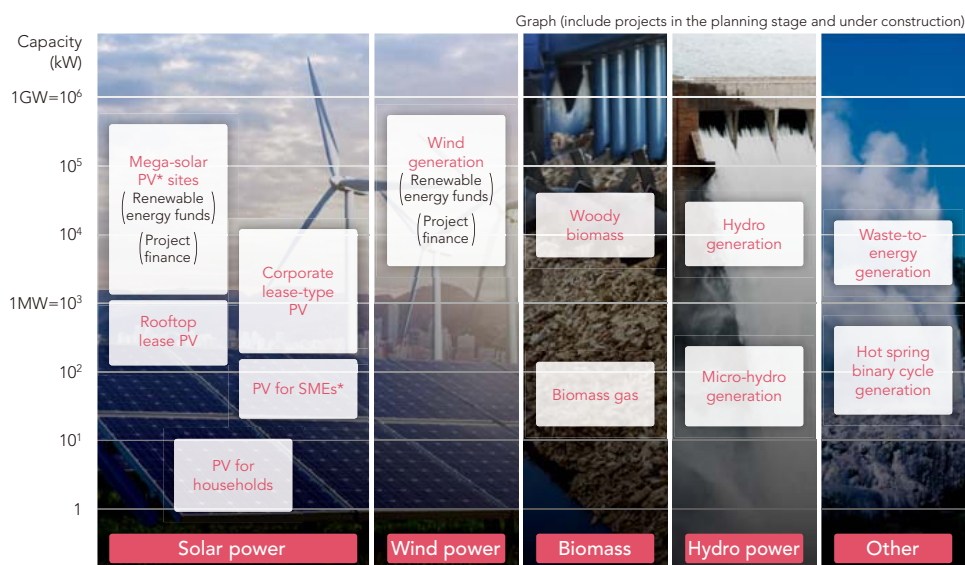 Graph (include projects in the planning stage and under construction)
Capacity
(kW)
1GW=10⁶
10⁵
10⁴
1MW=10³
10²
10¹
1
Mega-solar
PV* sites
(Renewable
energy funds)
(Project
finance)
Rooftop
lease PV
Corporate
lease-type
PV
PV for SMEs*
PV for
households
Solar power
Wind
generation
(Renewable
energy funds)
(Project
finance)
Wind power
Woody
biomass
Biomass gas
Biomass
Hydro
generation
Micro-hydro
generation
Hydro power
Waste-to-
energy
generation
Hot spring
binary cycle
generation
Other